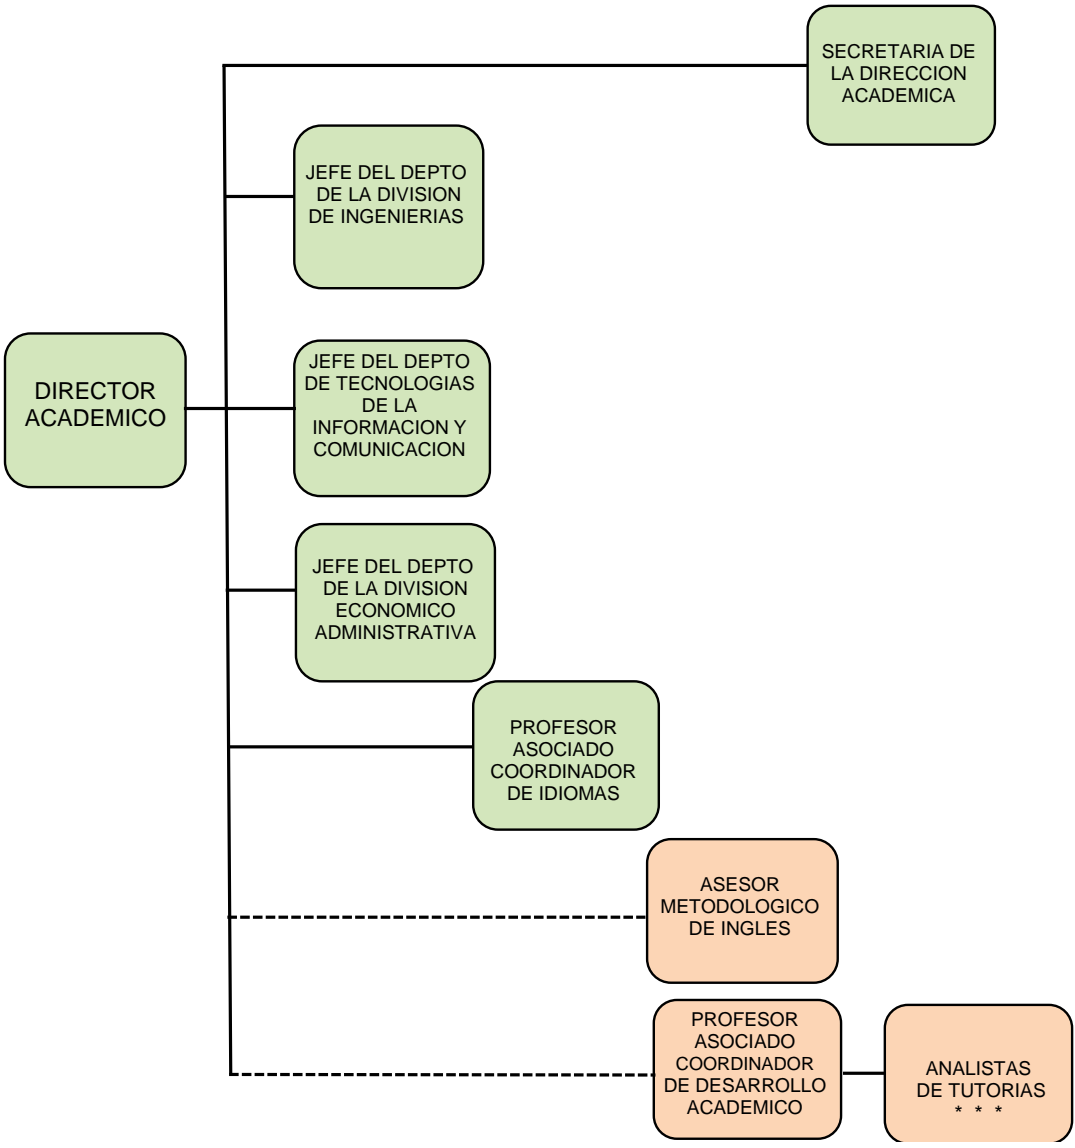 SECRETARIA DE
LA DIRECCION
ACADEMICA
JEFE DEL DEPTO
DE LA DIVISION
DE INGENIERIAS
DIRECTOR
ACADEMICO
JEFE DEL DEPTO
DE TECNOLOGIAS
DE LA
INFORMACION Y
COMUNICACION
JEFE DEL DEPTO
DE LA DIVISION
ECONOMICO
ADMINISTRATIVA
PROFESOR
ASOCIADO
COORDINADOR
DE IDIOMAS
ASESOR
METODOLOGICO
DE INGLES
PROFESOR
ASOCIADO
COORDINADOR
DE DESARROLLO
ACADEMICO
ANALISTAS
DE TUTORIAS
* * *